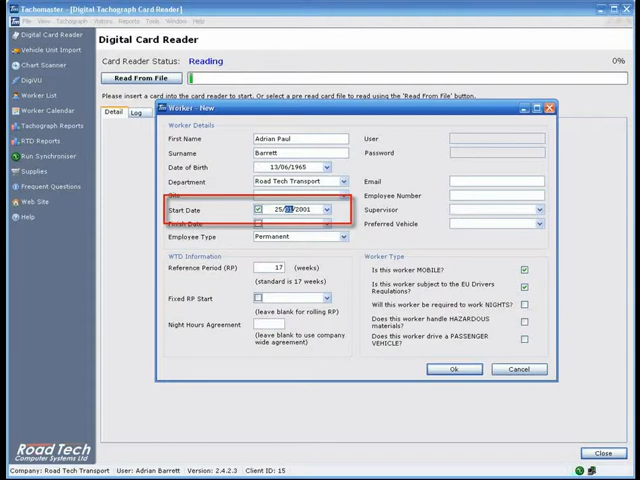 Tachomaster - [Digital Tachograph Card Reader]
File View Tachograph Visitors Reports Tools Window Help
Digital Card Reader
Vehicle Unit Import
Chart Scanner
DigiVU
Worker List
Worker Calendar
Tachograph Reports
RTD Reports
Run Synchroniser
Supplies
Frequent Questions
Web Site
Help
Road Tech
Computer Systems Ltd
Digital Card Reader
Card Reader Status: Reading 0%
Read From File
Please insert a card into the card reader to start. Or select a pre read card file to read using the 'Read From File' button.
Detail Log
Worker - New
Worker Details
First Name Adrian Paul User
Surname Barrett Password
Date of Birth 13/06/1965
Department Road Tech Transport Email
Site Employee Number
Start Date 25/01/2001 Supervisor
Finish Date Preferred Vehicle
Employee Type Permanent
WTD Information
Reference Period (RP) 17 (weeks)
(standard is 17 weeks)
Fixed RP Start
(leave blank for rolling RP)
Night Hours Agreement
(leave blank to use company
wide agreement)
Worker Type
Is this worker MOBILE?
Is this worker subject to the EU Drivers
Regulations?
Will this worker be required to work NIGHTS?
Does this worker handle HAZARDOUS
materials?
Does this worker drive a PASSENGER
VEHICLE?
Ok Cancel
Close
Company: Road Tech Transport User: Adrian Barrett Version: 2.4.2.3 Client ID: 15